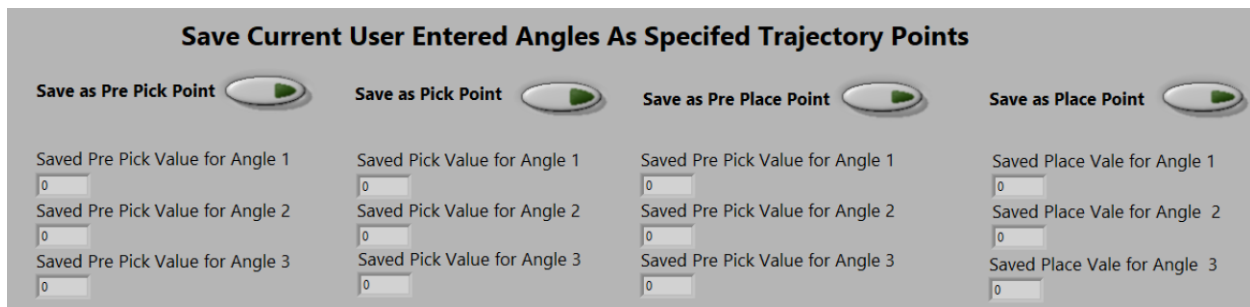 Save Current User Entered Angles As Specifed Trajectory Points
Save as Pre Pick Point
Saved Pre Pick Value for Angle 1
0
Saved Pre Pick Value for Angle 2
0
Saved Pre Pick Value for Angle 3
0
Save as Pick Point
Saved Pick Value for Angle 1
0
Saved Pick Value for Angle 2
0
Saved Pick Value for Angle 3
0
Save as Pre Place Point
Saved Pre Pick Value for Angle 1
0
Saved Pre Pick Value for Angle 2
0
Saved Pre Pick Value for Angle 3
0
Save as Place Point
Saved Place Vale for Angle 1
0
Saved Place Vale for Angle  2
0
Saved Place Vale for Angle  3
0